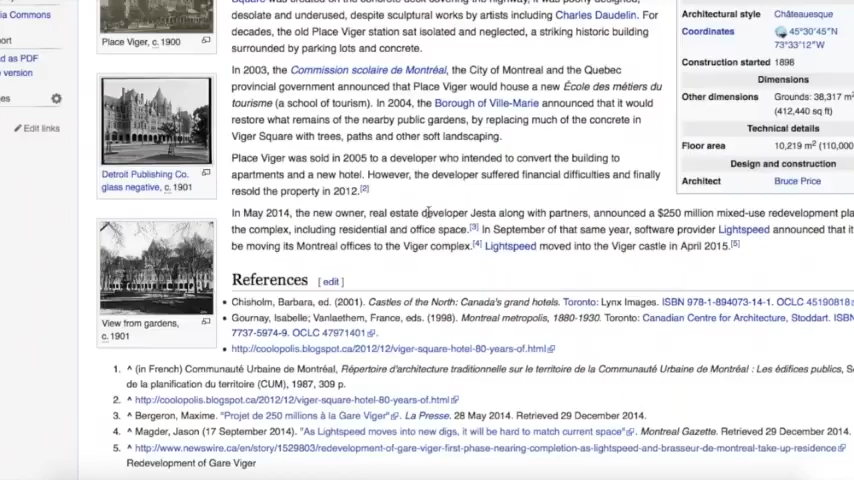 ia Commons
ort
d as PDF
version
es
Edit links
Place Viger, c. 1900
Detroit Publishing Co.
glass negative, c. 1901
View from gardens,
c. 1901
desolate and underused, despite sculptural works by artists including Charles Daudelin. For
decades, the old Place Viger station sat isolated and neglected, a striking historic building
surrounded by parking lots and concrete.
In 2003, the Commission scolaire de Montréal, the City of Montreal and the Quebec
provincial government announced that Place Viger would house a new École des métiers du
tourisme (a school of tourism). In 2004, the Borough of Ville-Marie announced that it would
restore what remains of the nearby public gardens, by replacing much of the concrete in
Viger Square with trees, paths and other soft landscaping.
Place Viger was sold in 2005 to a developer who intended to convert the building to
apartments and a new hotel. However, the developer suffered financial difficulties and finally
resold the property in 2012.[2]
In May 2014, the new owner, real estate developer Jesta along with partners, announced a $250 million mixed-use redevelopment pla
the complex, including residential and office space.[3] In September of that same year, software provider Lightspeed announced that it
be moving its Montreal offices to the Viger complex.[4] Lightspeed moved into the Viger castle in April 2015.[5]
Architectural style Châteauesque
Coordinates 45°30′45″N
73°33′12″W
Construction started 1898
Dimensions
Other dimensions Grounds: 38,317 m
(412,440 sq ft)
Technical details
Floor area 10,219 m² (110,000
Design and construction
Architect Bruce Price
References [ edit ]
• Chisholm, Barbara, ed. (2001). Castles of the North: Canada's grand hotels. Toronto: Lynx Images. ISBN 978-1-894073-14-1. OCLC 45190818
• Gournay, Isabelle; Vanlaethem, France, eds. (1998). Montreal metropolis, 1880-1930. Toronto: Canadian Centre for Architecture, Stoddart. ISB
7737-5974-9. OCLC 47971401.
• http://coolopolis.blogspot.ca/2012/12/viger-square-hotel-80-years-of.html
1. ^ (in French) Communauté Urbaine de Montréal, Répertoire d'architecture traditionnelle sur le territoire de la Communauté Urbaine de Montréal : Les édifices publics, S
de la planification du territoire (CUM), 1987, 309 p.
2. ^ http://coolopolis.blogspot.ca/2012/12/viger-square-hotel-80-years-of.html
3. ^ Bergeron, Maxime. "Projet de 250 millions à la Gare Viger". La Presse. 28 May 2014. Retrieved 29 December 2014.
4. ^ Magder, Jason (17 September 2014). "As Lightspeed moves into new digs, it will be hard to match current space". Montreal Gazette. Retrieved 29 December 2014.
5. ^ http://www.newswire.ca/en/story/1529803/redevelopment-of-gare-viger-first-phase-nearing-completion-as-lightspeed-and-brasseur-de-montreal-take-up-residence
Redevelopment of Gare Viger